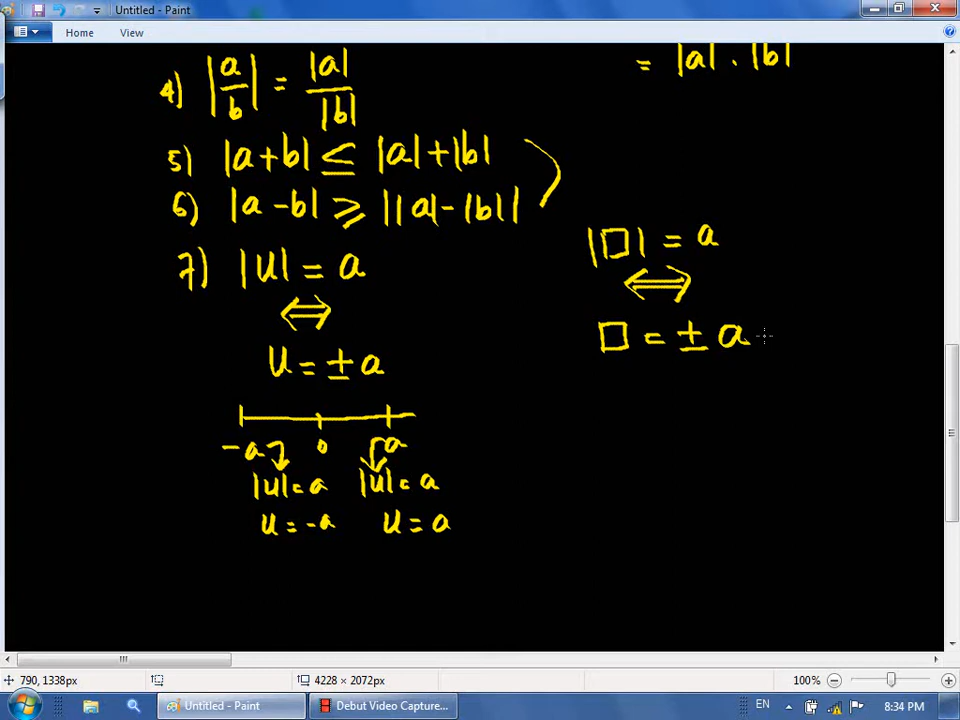 Untitled - Paint
Home View
4) |a/b| = |a|/|b|
= |a| . |b|
5) |a+b| ≤ |a|+|b|
6) |a-b| ≥ ||a|-|b||
7) |u| = a
⇔
u = ± a
|□| = a
⇔
□ = ± a
-a 0 a
|u|=a |u|=a
u = -a u = a
790, 1338px 4228 × 2072px 100%
Untitled - Paint Debut Video Capture... EN 8:34 PM